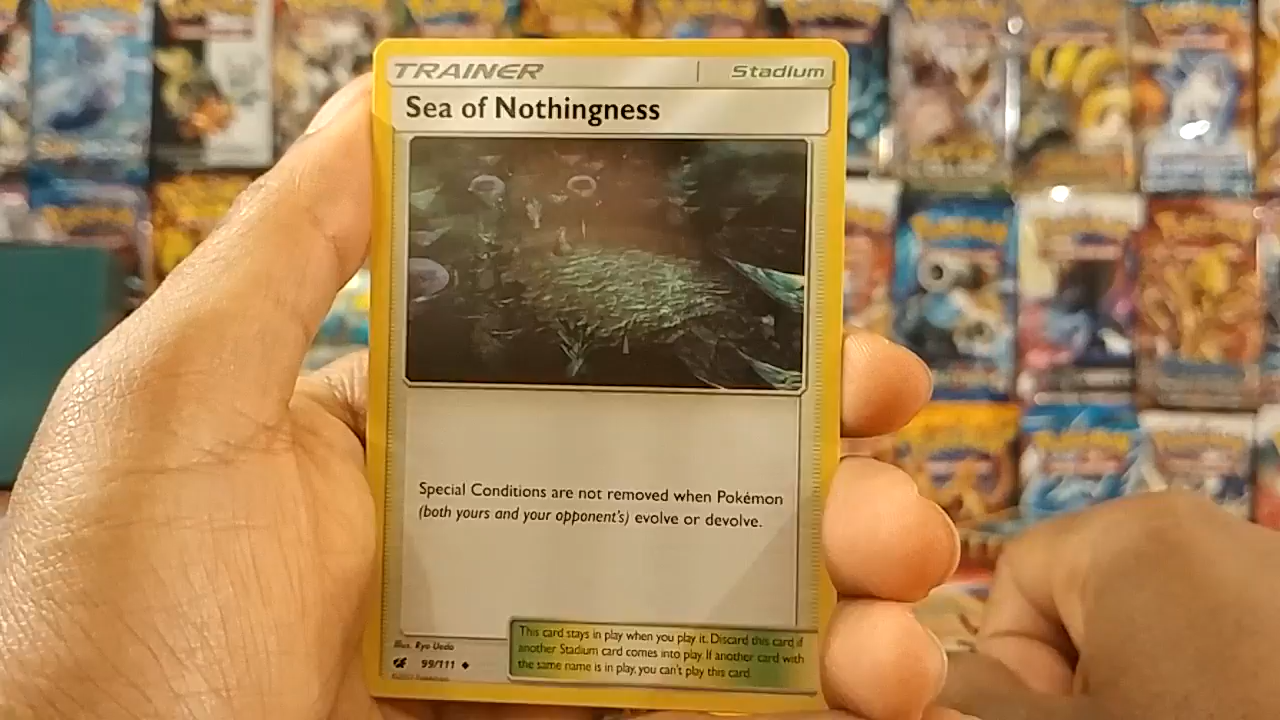 TRAINER
Stadium
Sea of Nothingness
Special Conditions are not removed when Pokémon
(both yours and your opponent's) evolve or devolve.
This card stays in play when you play it. Discard this card if
another Stadium card comes into play. If another card with
the same name is in play, you can't play this card.
Illus. Ryo Ueda
99/111
©2017 Pokémon